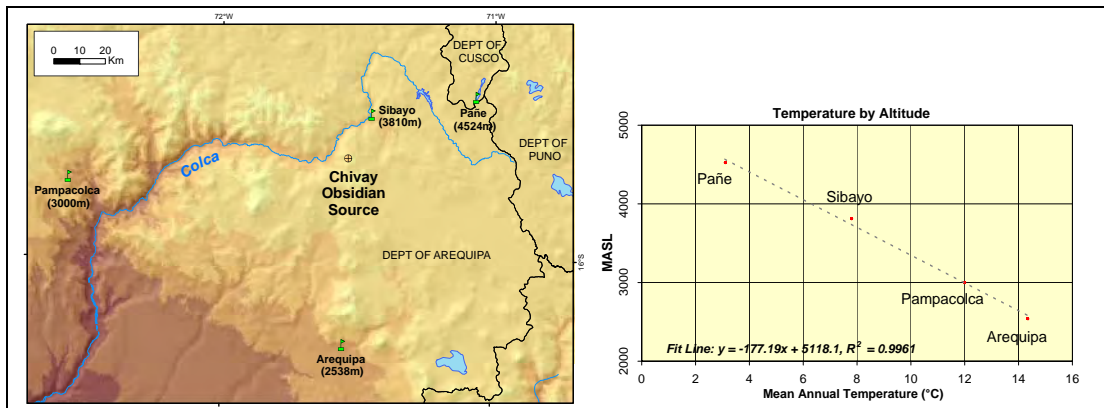 72°W
71°W
0 10 20
Km
DEPT OF
CUSCO
Sibayo
(3810m)
Pañe
(4524m)
DEPT OF
PUNO
Colca
Pampacolca
(3000m)
Chivay
Obsidian
Source
DEPT OF AREQUIPA
16°S
Arequipa
(2538m)
Temperature by Altitude
5000
4000
3000
2000
MASL
Pañe
Sibayo
Pampacolca
Arequipa
Fit Line: y = -177.19x + 5118.1, R² = 0.9961
0 2 4 6 8 10 12 14 16
Mean Annual Temperature (°C)